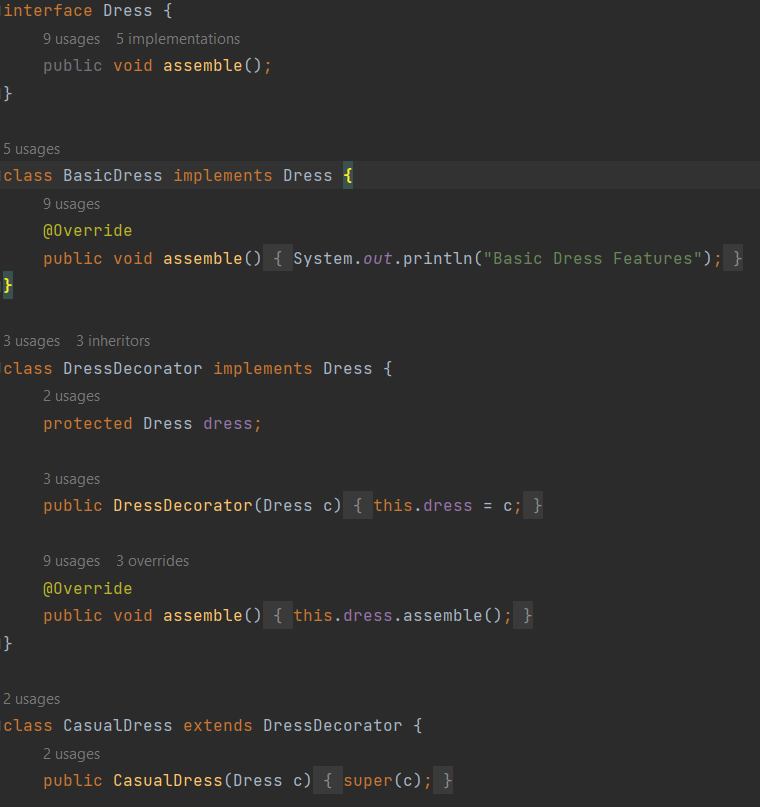 interface Dress {
9 usages 5 implementations
public void assemble();
}
5 usages
class BasicDress implements Dress {
9 usages
@Override
public void assemble() { System.out.println("Basic Dress Features"); }
}
3 usages 3 inheritors
class DressDecorator implements Dress {
2 usages
protected Dress dress;
3 usages
public DressDecorator(Dress c) { this.dress = c; }
9 usages 3 overrides
@Override
public void assemble() { this.dress.assemble(); }
}
2 usages
class CasualDress extends DressDecorator {
2 usages
public CasualDress(Dress c) { super(c); }